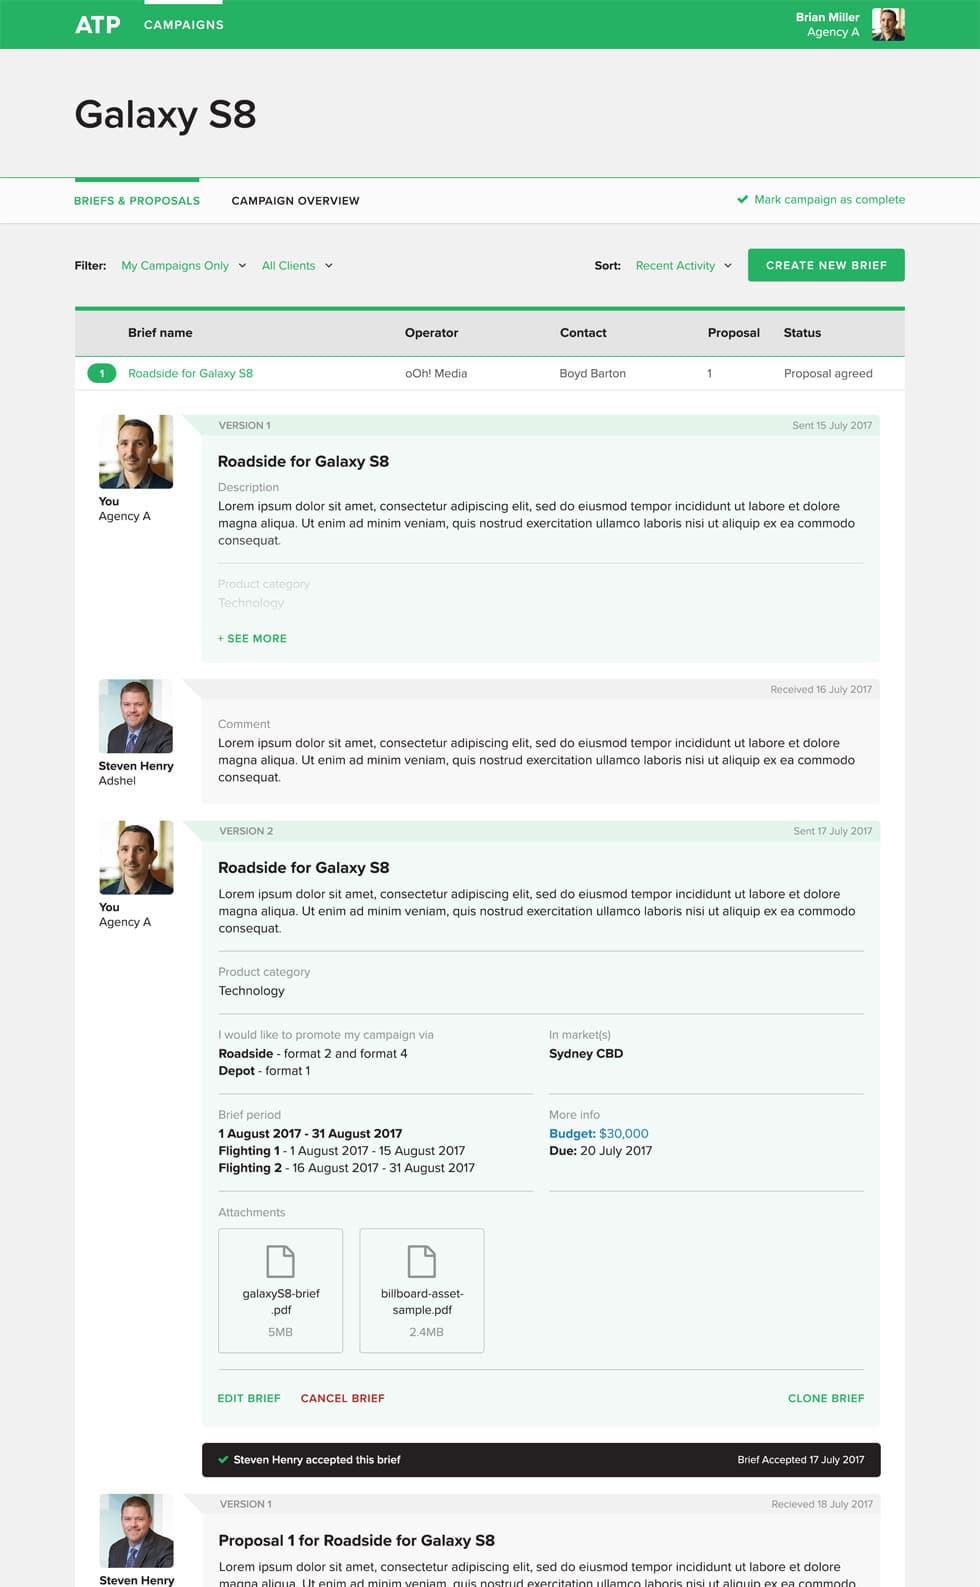 ATP
CAMPAIGNS
Brian Miller
Agency A
Galaxy S8
BRIEFS & PROPOSALS
CAMPAIGN OVERVIEW
Mark campaign as complete
Filter: My Campaigns Only All Clients
Sort: Recent Activity
CREATE NEW BRIEF
Brief name Operator Contact Proposal Status
1 Roadside for Galaxy S8 oOh! Media Boyd Barton 1 Proposal agreed
You
Agency A
VERSION 1 Sent 15 July 2017
Roadside for Galaxy S8
Description
Lorem ipsum dolor sit amet, consectetur adipiscing elit, sed do eiusmod tempor incididunt ut labore et dolore
magna aliqua. Ut enim ad minim veniam, quis nostrud exercitation ullamco laboris nisi ut aliquip ex ea commodo
consequat.
Product category
Technology
+ SEE MORE
Steven Henry
Adshel
Received 16 July 2017
Comment
Lorem ipsum dolor sit amet, consectetur adipiscing elit, sed do eiusmod tempor incididunt ut labore et dolore
magna aliqua. Ut enim ad minim veniam, quis nostrud exercitation ullamco laboris nisi ut aliquip ex ea commodo
consequat.
You
Agency A
VERSION 2 Sent 17 July 2017
Roadside for Galaxy S8
Lorem ipsum dolor sit amet, consectetur adipiscing elit, sed do eiusmod tempor incididunt ut labore et dolore
magna aliqua. Ut enim ad minim veniam, quis nostrud exercitation ullamco laboris nisi ut aliquip ex ea commodo
consequat.
Product category
Technology
I would like to promote my campaign via
Roadside - format 2 and format 4
Depot - format 1
In market(s)
Sydney CBD
Brief period
1 August 2017 - 31 August 2017
Flighting 1 - 1 August 2017 - 15 August 2017
Flighting 2 - 16 August 2017 - 31 August 2017
More info
Budget: $30,000
Due: 20 July 2017
Attachments
galaxyS8-brief
.pdf
5MB
billboard-asset-
sample.pdf
2.4MB
EDIT BRIEF CANCEL BRIEF CLONE BRIEF
Steven Henry accepted this brief Brief Accepted 17 July 2017
Steven Henry
VERSION 1 Recieved 18 July 2017
Proposal 1 for Roadside for Galaxy S8
Lorem ipsum dolor sit amet, consectetur adipiscing elit, sed do eiusmod tempor incididunt ut labore et dolore
magna aliqua. Ut enim ad minim veniam, quis nostrud exercitation ullamco laboris nisi ut aliquip ex ea commodo